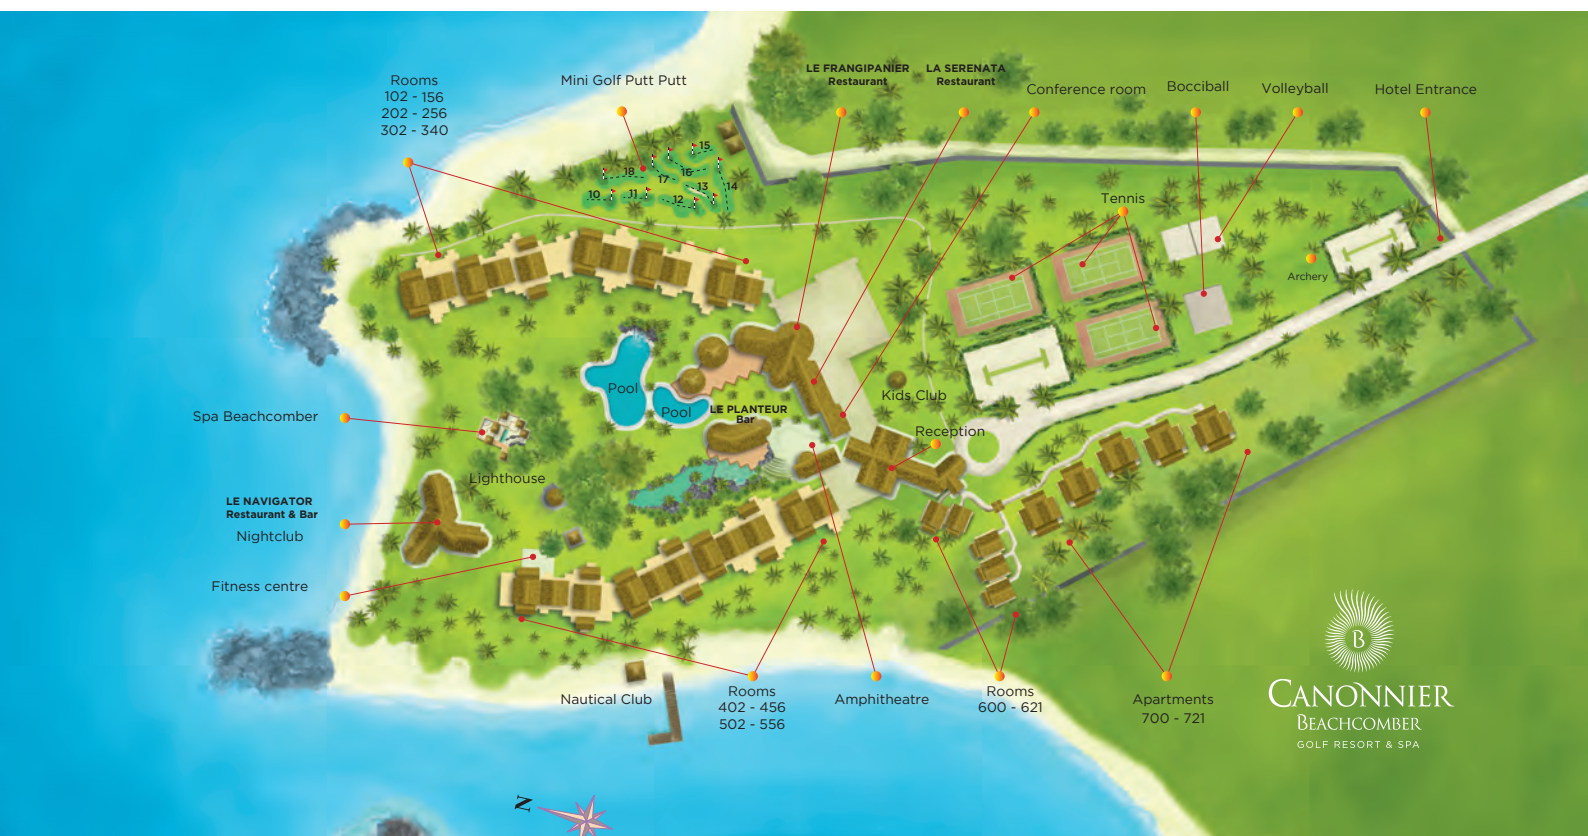 Rooms
102 - 156
202 - 256
302 - 340
Mini Golf Putt Putt
LE FRANGIPANIER
Restaurant
LA SERENATA
Restaurant
Conference room
Bocciball
Volleyball
Hotel Entrance
15
18
16
17
14
13
10
11
12
Tennis
Archery
Pool
Pool
LE PLANTEUR
Bar
Kids Club
Reception
Spa Beachcomber
Lighthouse
LE NAVIGATOR
Restaurant & Bar
Nightclub
Fitness centre
Nautical Club
Rooms
402 - 456
502 - 556
Amphitheatre
Rooms
600 - 621
Apartments
700 - 721
B
CANONNIER
BEACHCOMBER
GOLF RESORT & SPA
N